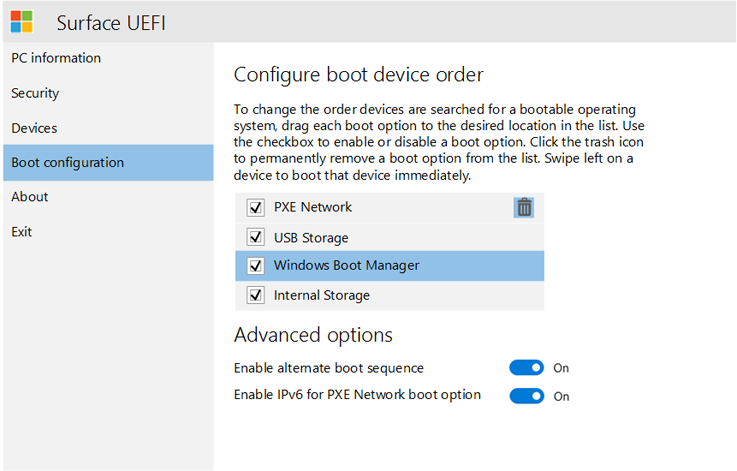 Surface UEFI
PC information
Security
Devices
Boot configuration
About
Exit
Configure boot device order
To change the order devices are searched for a bootable operating
system, drag each boot option to the desired location in the list. Use
the checkbox to enable or disable a boot option. Click the trash icon
to permanently remove a boot option from the list. Swipe left on a
device to boot that device immediately.
PXE Network
USB Storage
Windows Boot Manager
Internal Storage
Advanced options
Enable alternate boot sequence On
Enable IPv6 for PXE Network boot option On